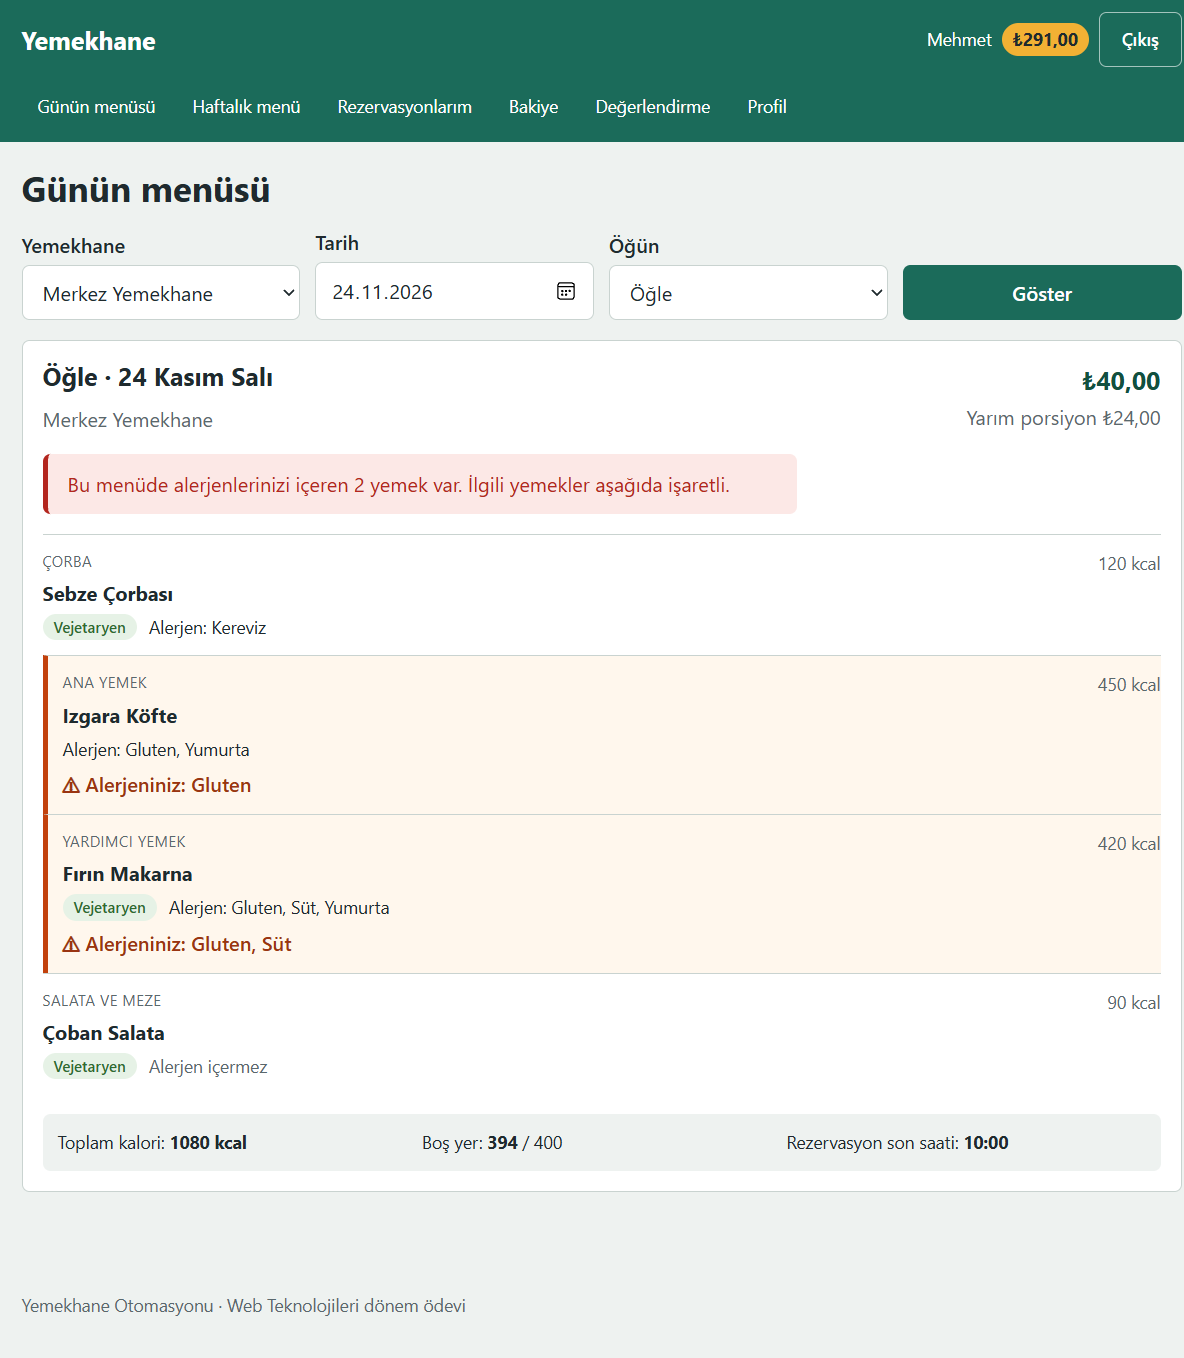 Yemekhane
Mehmet ₺291,00 Çıkış
Günün menüsü Haftalık menü Rezervasyonlarım Bakiye Değerlendirme Profil
Günün menüsü
Yemekhane Tarih Öğün
Merkez Yemekhane 24.11.2026 Öğle Göster
Öğle · 24 Kasım Salı ₺40,00
Merkez Yemekhane Yarım porsiyon ₺24,00
Bu menüde alerjenlerinizi içeren 2 yemek var. İlgili yemekler aşağıda işaretli.
ÇORBA 120 kcal
Sebze Çorbası
Vejetaryen Alerjen: Kereviz
ANA YEMEK 450 kcal
Izgara Köfte
Alerjen: Gluten, Yumurta
⚠ Alerjeniniz: Gluten
YARDIMCI YEMEK 420 kcal
Fırın Makarna
Vejetaryen Alerjen: Gluten, Süt, Yumurta
⚠ Alerjeniniz: Gluten, Süt
SALATA VE MEZE 90 kcal
Çoban Salata
Vejetaryen Alerjen içermez
Toplam kalori: 1080 kcal Boş yer: 394 / 400 Rezervasyon son saati: 10:00
Yemekhane Otomasyonu · Web Teknolojileri dönem ödevi